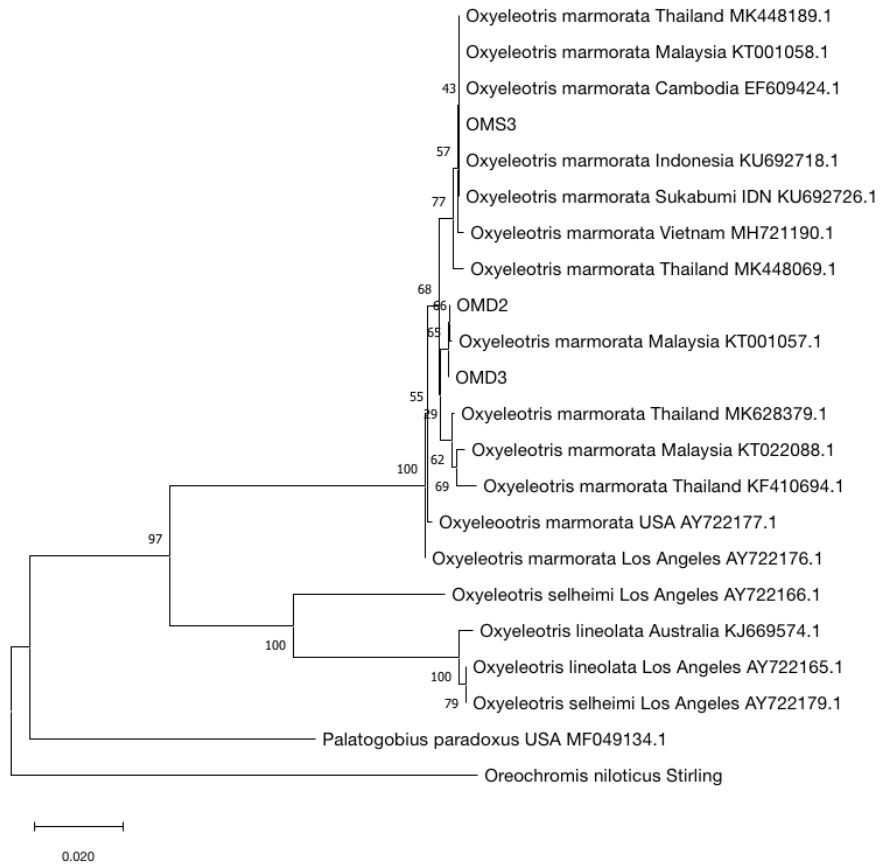 Oxyeleotris marmorata Thailand MK448189.1
Oxyeleotris marmorata Malaysia KT001058.1
43
Oxyeleotris marmorata Cambodia EF609424.1
OMS3
57
Oxyeleotris marmorata Indonesia KU692718.1
Oxyeleotris marmorata Sukabumi IDN KU692726.1
77
Oxyeleotris marmorata Vietnam MH721190.1
Oxyeleotris marmorata Thailand MK448069.1
68
66
OMD2
65
Oxyeleotris marmorata Malaysia KT001057.1
OMD3
55
29
Oxyeleotris marmorata Thailand MK628379.1
Oxyeleotris marmorata Malaysia KT022088.1
62
100
69
Oxyeleotris marmorata Thailand KF410694.1
Oxyeleootris marmorata USA AY722177.1
97
Oxyeleotris marmorata Los Angeles AY722176.1
Oxyeleotris selheimi Los Angeles AY722166.1
Oxyeleotris lineolata Australia KJ669574.1
100
Oxyeleotris lineolata Los Angeles AY722165.1
100
79
Oxyeleotris selheimi Los Angeles AY722179.1
Palatogobius paradoxus USA MF049134.1
Oreochromis niloticus Stirling
0.020